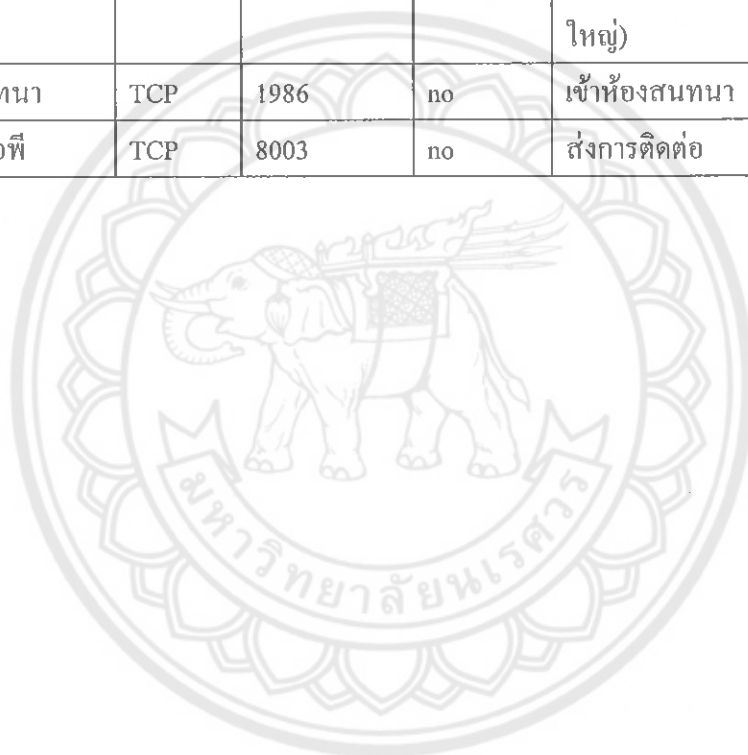 ใหญ่)
ทนา TCP 1986 no เข้าห้องสนทนา
อพี TCP 8003 no ส่งการติดต่อ
มหาวิทยาลัยนเรศวร